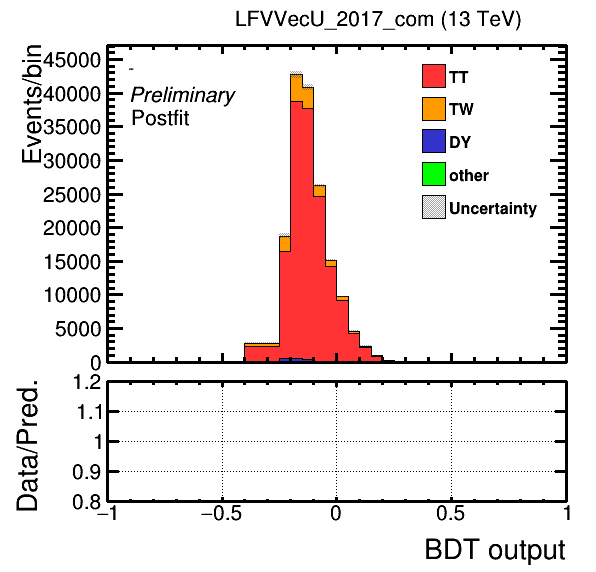 LFVVecU_2017_com (13 TeV)
Events/bin
45000
40000
35000
30000
25000
20000
15000
10000
5000
0
-
Preliminary
Postfit
TT
TW
DY
other
Uncertainty
Data/Pred.
1.2
1.1
1
0.9
0.8
−1
−0.5
0
0.5
1
BDT output